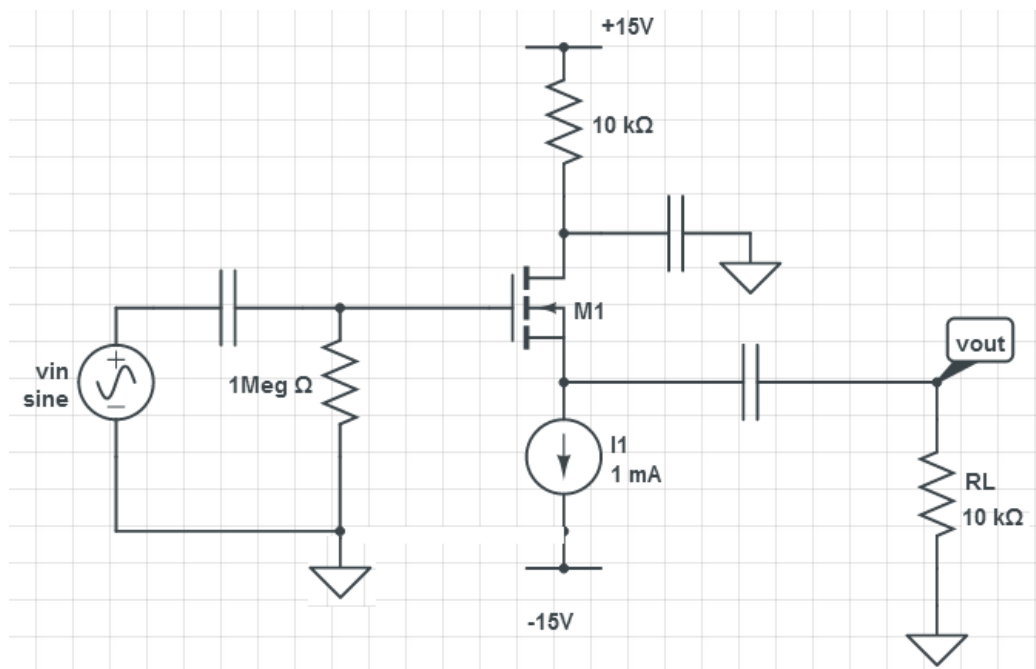 +15V
10 kΩ
M1
vin
sine
1Meg Ω
vout
I1
1 mA
RL
10 kΩ
-15V